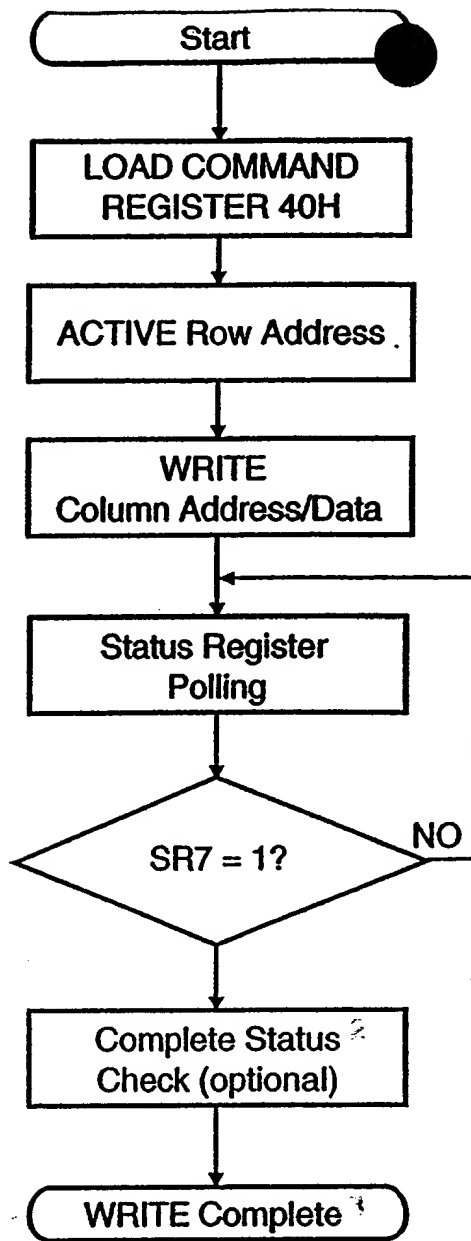 Start
LOAD COMMAND
REGISTER 40H
ACTIVE Row Address
WRITE
Column Address/Data
Status Register
Polling
SR7 = 1?
NO
Complete Status
Check (optional)
WRITE Complete